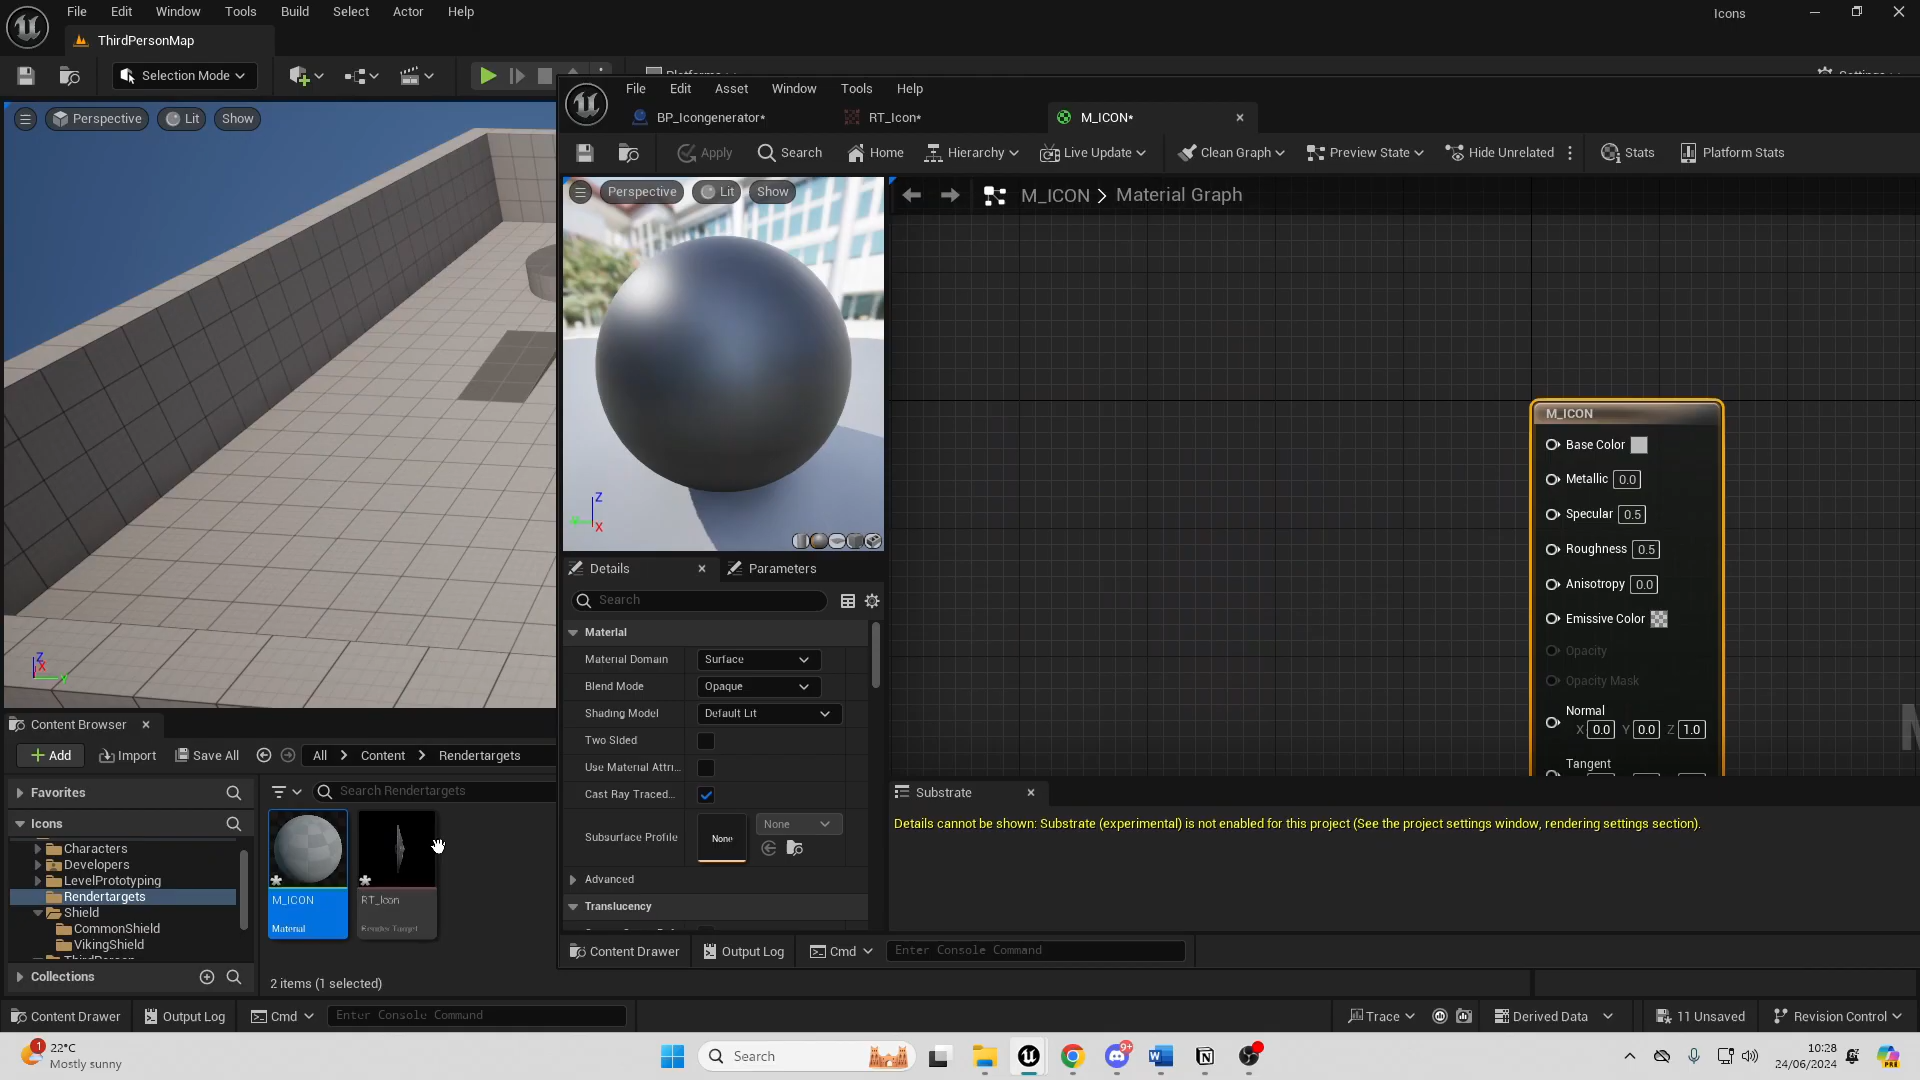 File Edit Window Tools Build Select Actor Help
Icons
ThirdPersonMap
Selection Mode
Perspective Lit Show
File Edit Asset Window Tools Help
BP_Icongenerator* RT_Icon* M_ICON*
Apply Search Home Hierarchy Live Update Clean Graph Preview State Hide Unrelated Stats Platform Stats
Perspective Lit Show
M_ICON > Material Graph
Z
X
Details Parameters
Search
Material
Material Domain Surface
Blend Mode Opaque
Shading Model Default Lit
Two Sided
Use Material Attri...
Cast Ray Traced...
Subsurface Profile None None
Advanced
Translucency
M_ICON
Base Color
Metallic 0.0
Specular 0.5
Roughness 0.5
Anisotropy 0.0
Emissive Color
Opacity
Opacity Mask
Normal
X 0.0 Y 0.0 Z 1.0
Tangent
Substrate
Details cannot be shown: Substrate (experimental) is not enabled for this project (See the project settings window, rendering settings section).
Content Drawer Output Log Cmd Enter Console Command
Content Browser
Add Import Save All All > Content > Rendertargets
Favorites
Search Rendertargets
Icons
Characters
Developers
LevelPrototyping
Rendertargets
Shield
CommonShield
VikingShield
Collections
M_ICON
Material
RT_Icon
Render Target
2 items (1 selected)
Content Drawer Output Log Cmd Enter Console Command
Trace Derived Data 11 Unsaved Revision Control
1
22°C
Mostly sunny
Search
9+
10:28
24/06/2024